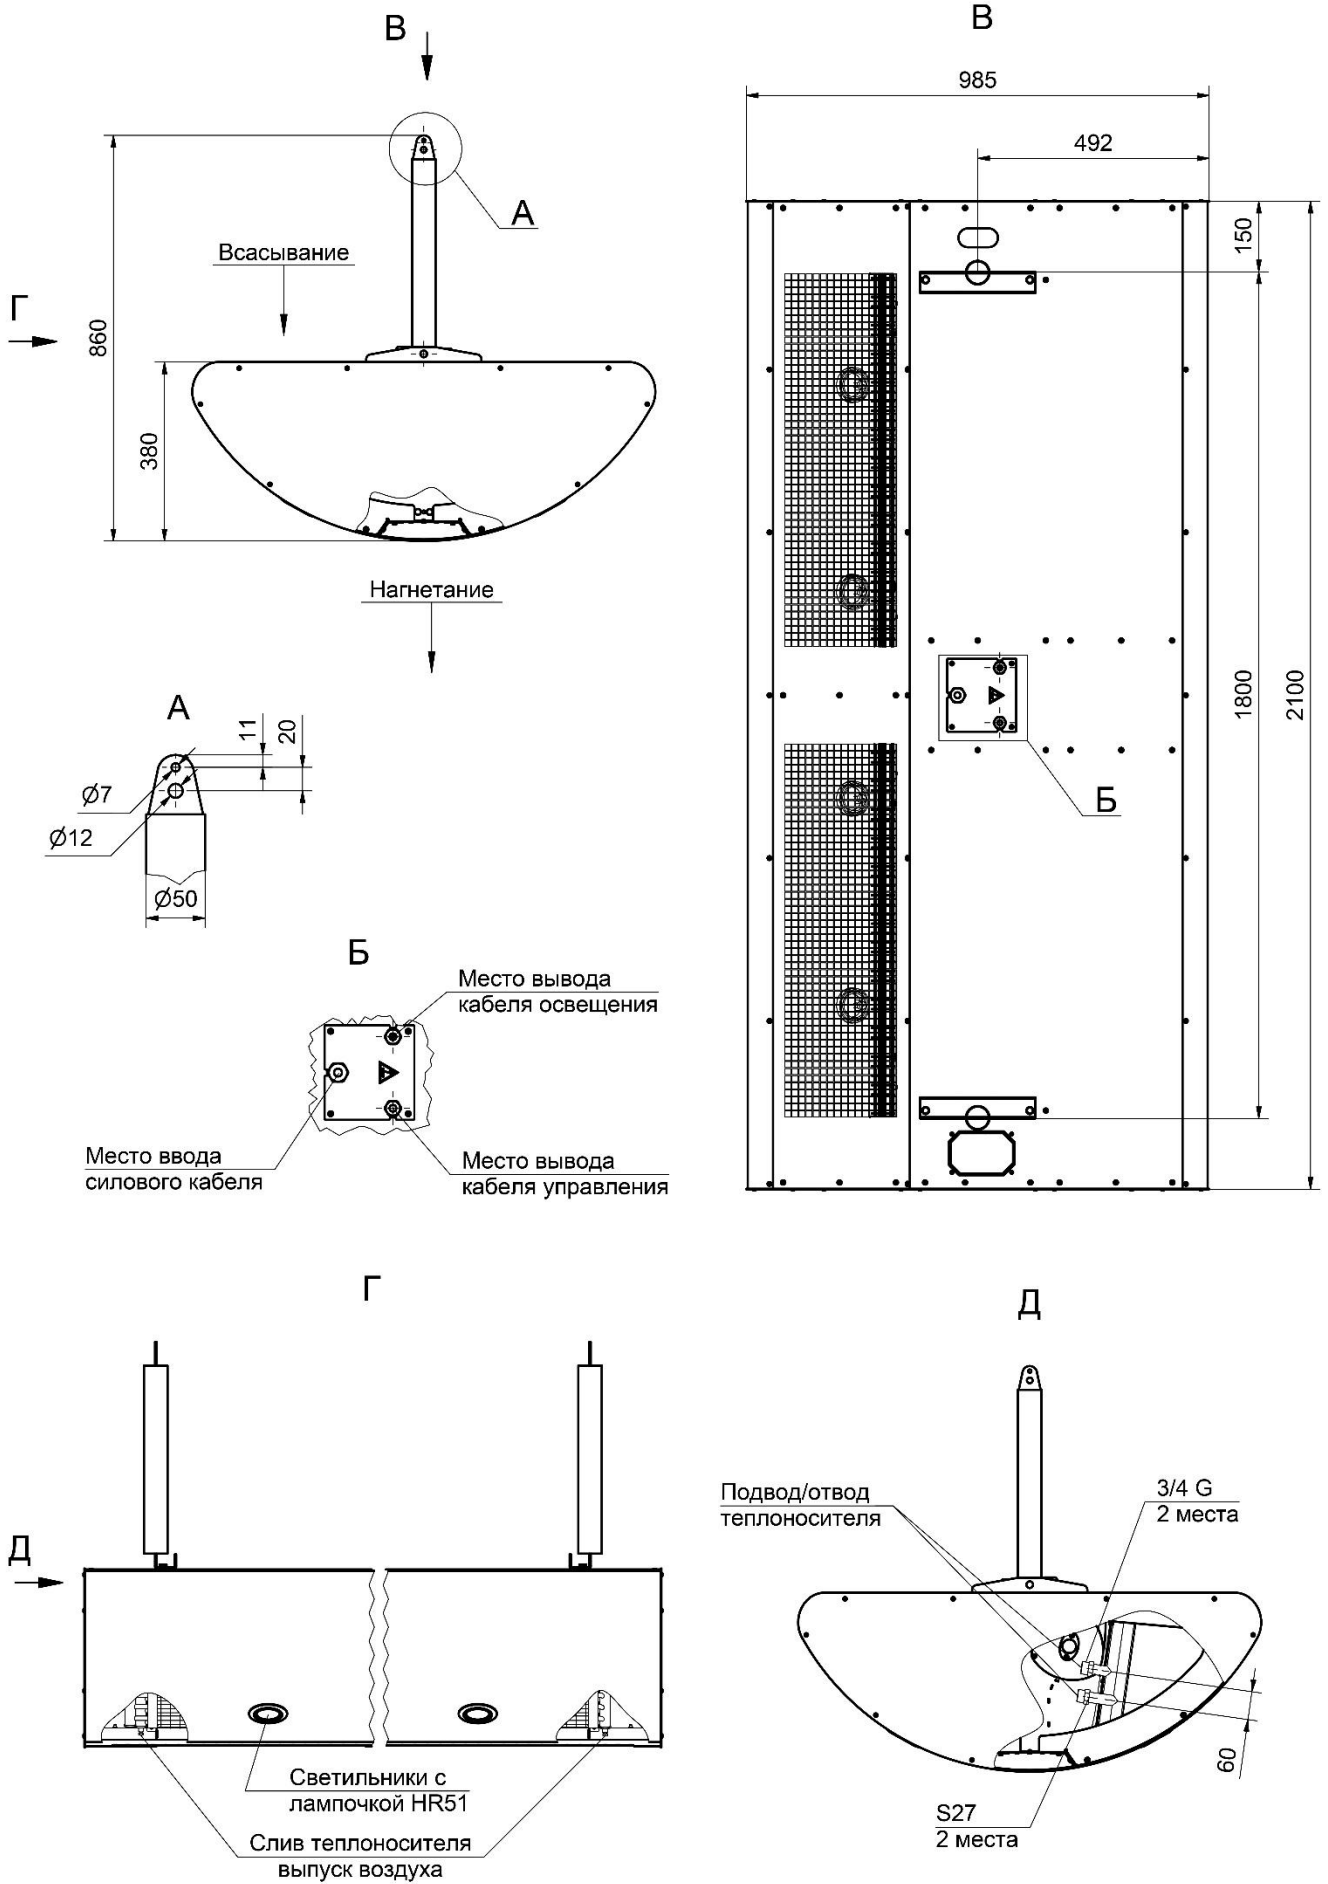 В
В
985
492
А
Всасывание
Г
860
380
150
Нагнетание
1800
2100
А
11
20
Ø7
Ø12
Ø50
Б
Б
Место вывода
кабеля освещения
Место ввода
силового кабеля
Место вывода
кабеля управления
Г
Д
Д
Подвод/отвод
теплоносителя
3/4 G
2 места
60
Светильники с
лампочкой HR51
Слив теплоносителя
выпуск воздуха
S27
2 места